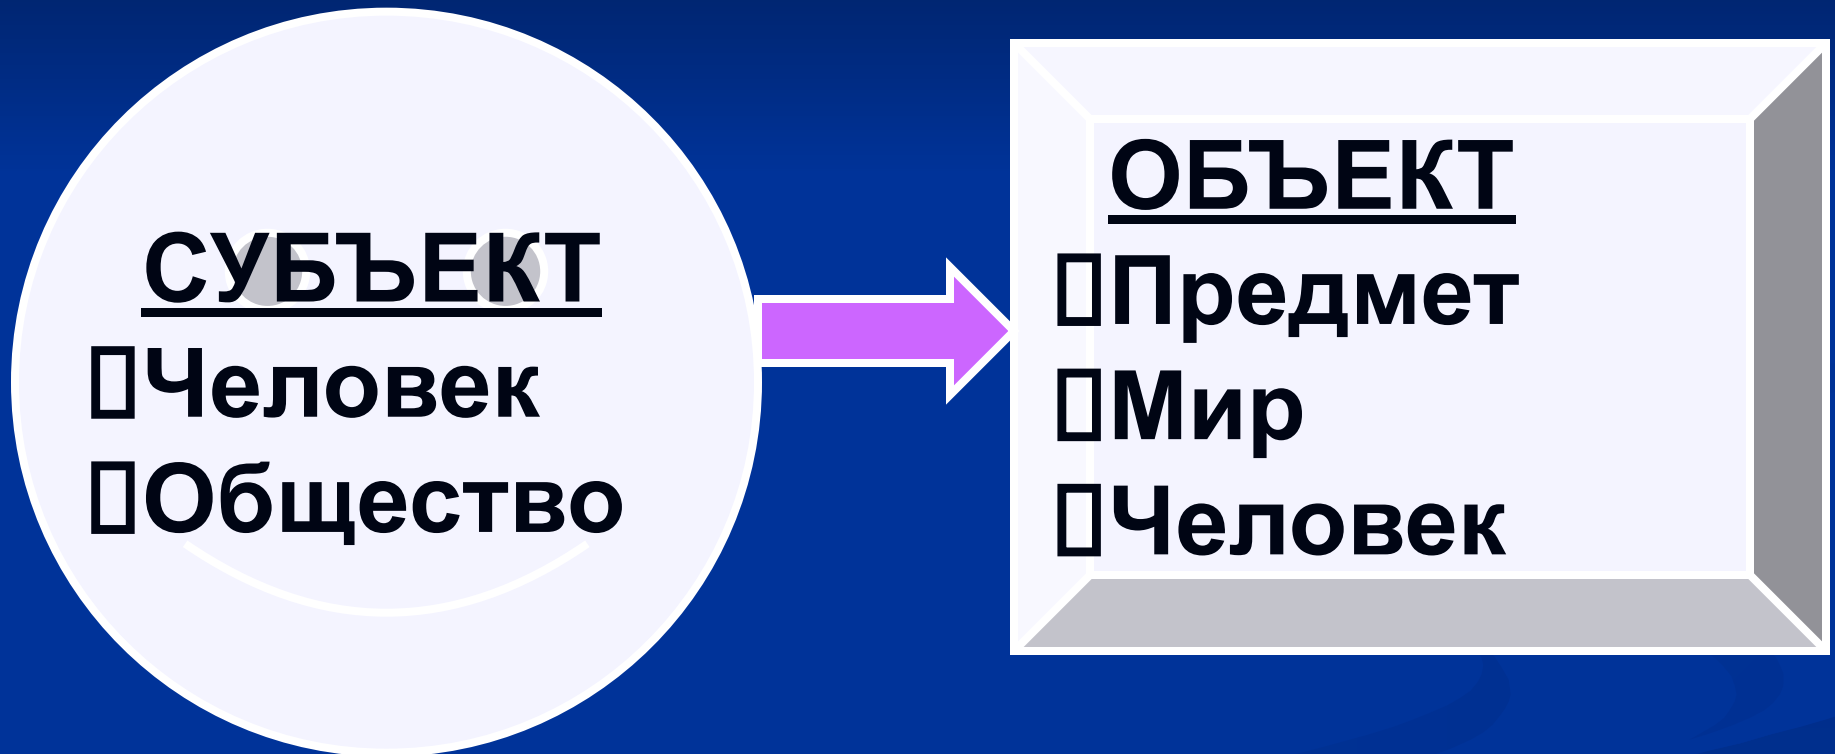 СУБЪЕКТ
Человек
Общество
ОБЪЕКТ
Предмет
Мир
Человек